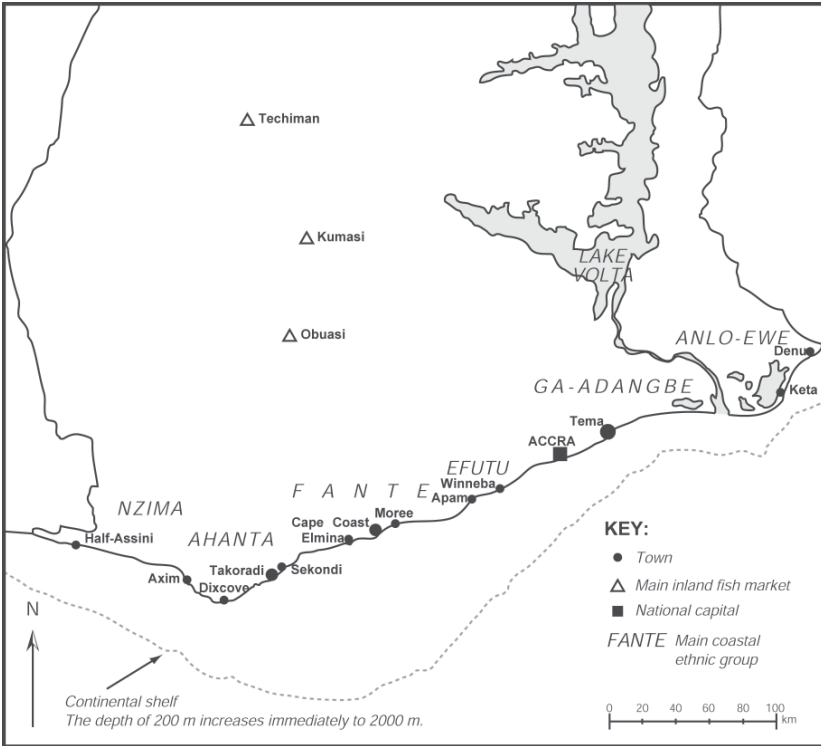 Techiman
Kumasi
LAKE
VOLTA
Obuasi
ANLO-EWE
Denu
GA-ADANGBE
Keta
Tema
ACCRA
EFUTU
Winneba
FANTE
Apam
NZIMA
Moree
Cape Coast
AHANTA
Elmina
Half-Assini
Sekondi
Takoradi
Axim
Dixcove
N
Continental shelf
The depth of 200 m increases immediately to 2000 m.
KEY:
Town
Main inland fish market
National capital
FANTE Main coastal
ethnic group
0 20 40 60 80 100
km